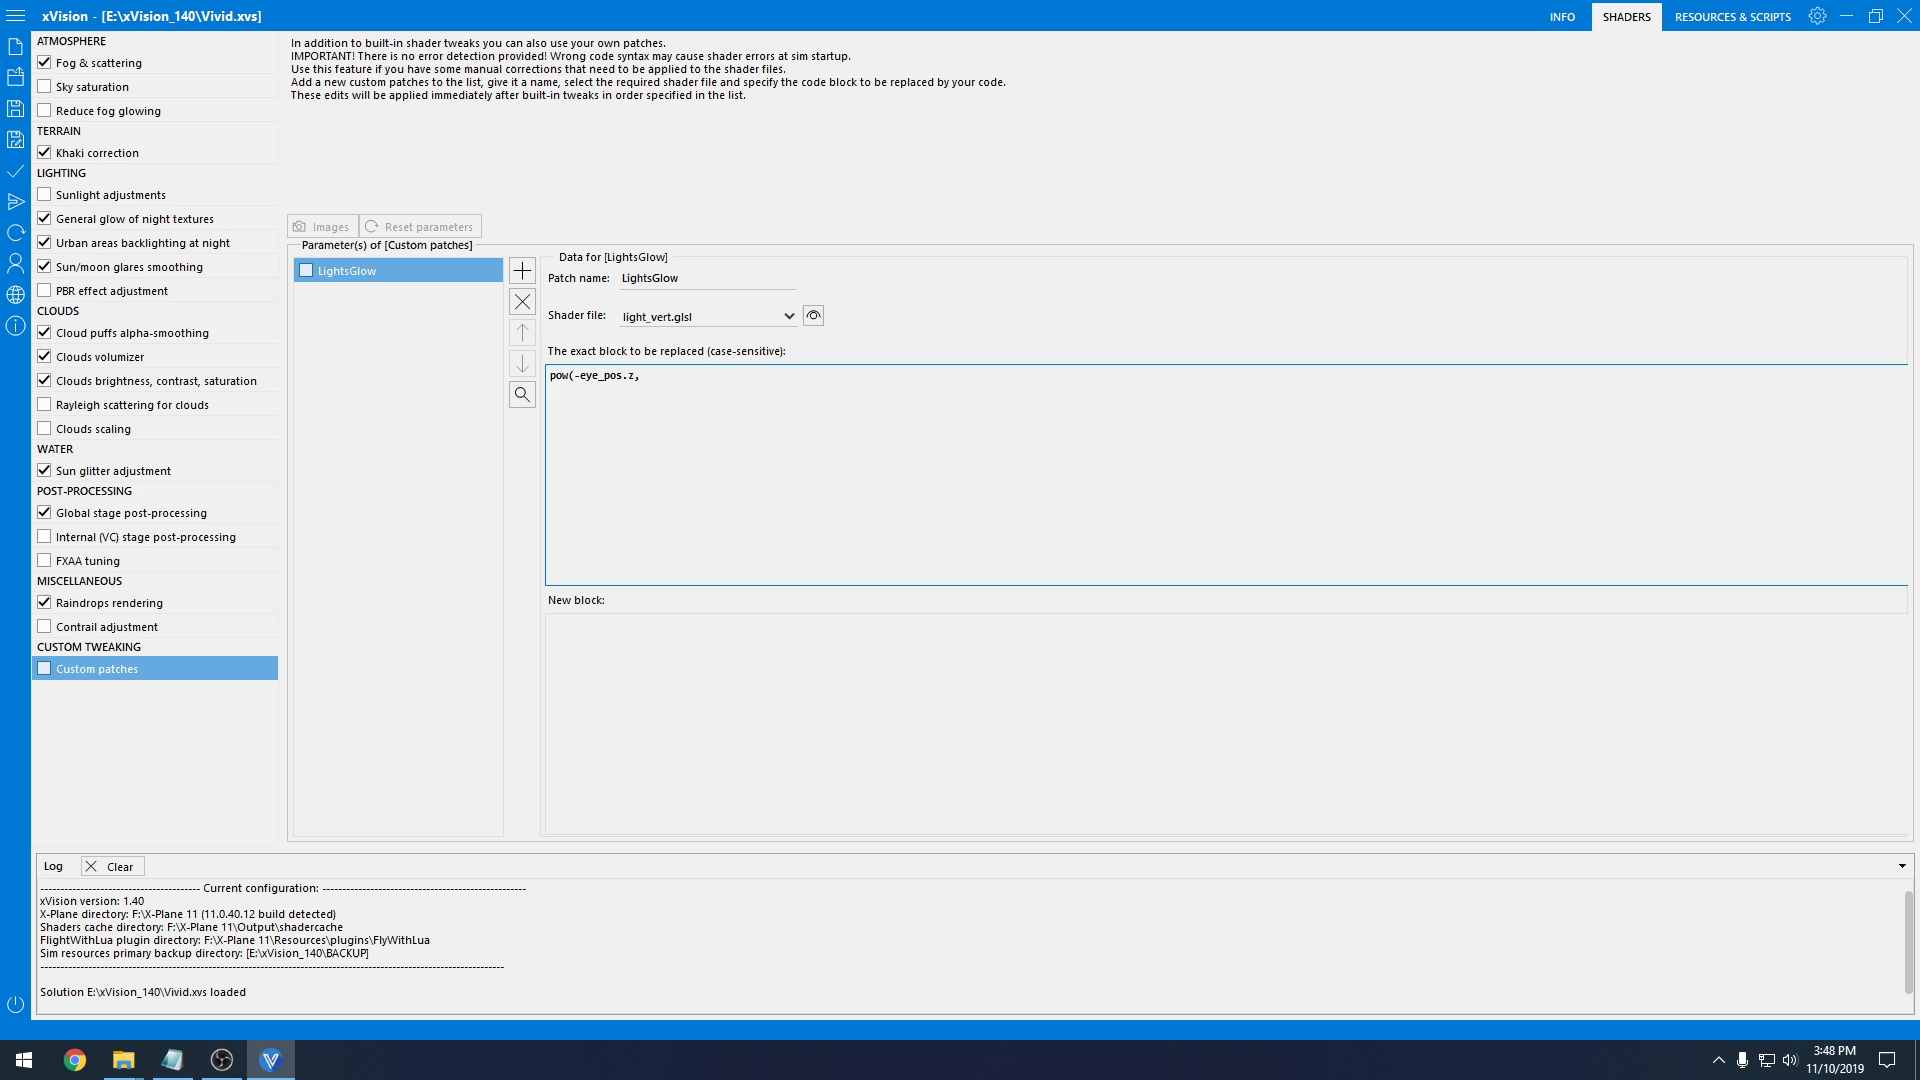 xVision - [E:\xVision_140\Vivid.xvs]
INFO
SHADERS
RESOURCES & SCRIPTS
ATMOSPHERE
Fog & scattering
Sky saturation
Reduce fog glowing
TERRAIN
Khaki correction
LIGHTING
Sunlight adjustments
General glow of night textures
Urban areas backlighting at night
Sun/moon glares smoothing
PBR effect adjustment
CLOUDS
Cloud puffs alpha-smoothing
Clouds volumizer
Clouds brightness, contrast, saturation
Rayleigh scattering for clouds
Clouds scaling
WATER
Sun glitter adjustment
POST-PROCESSING
Global stage post-processing
Internal (VC) stage post-processing
FXAA tuning
MISCELLANEOUS
Raindrops rendering
Contrail adjustment
CUSTOM TWEAKING
Custom patches
In addition to built-in shader tweaks you can also use your own patches.
IMPORTANT! There is no error detection provided! Wrong code syntax may cause shader errors at sim startup.
Use this feature if you have some manual corrections that need to be applied to the shader files.
Add a new custom patches to the list, give it a name, select the required shader file and specify the code block to be replaced by your code.
These edits will be applied immediately after built-in tweaks in order specified in the list.
Images
Reset parameters
Parameter(s) of [Custom patches]
LightsGlow
Data for [LightsGlow]
Patch name: LightsGlow
Shader file: light_vert.glsl
The exact block to be replaced (case-sensitive):
pow(-eye_pos.z,
New block:
Log
Clear
---------------------------------------- Current configuration: ---------------------------------------------------
xVision version: 1.40
X-Plane directory: F:\X-Plane 11 (11.0.40.12 build detected)
Shaders cache directory: F:\X-Plane 11\Output\shadercache
FlightWithLua plugin directory: F:\X-Plane 11\Resources\plugins\FlyWithLua
Sim resources primary backup directory: [E:\xVision_140\BACKUP]
--------------------------------------------------------------------------------------------------------------------
Solution E:\xVision_140\Vivid.xvs loaded
3:48 PM
11/10/2019